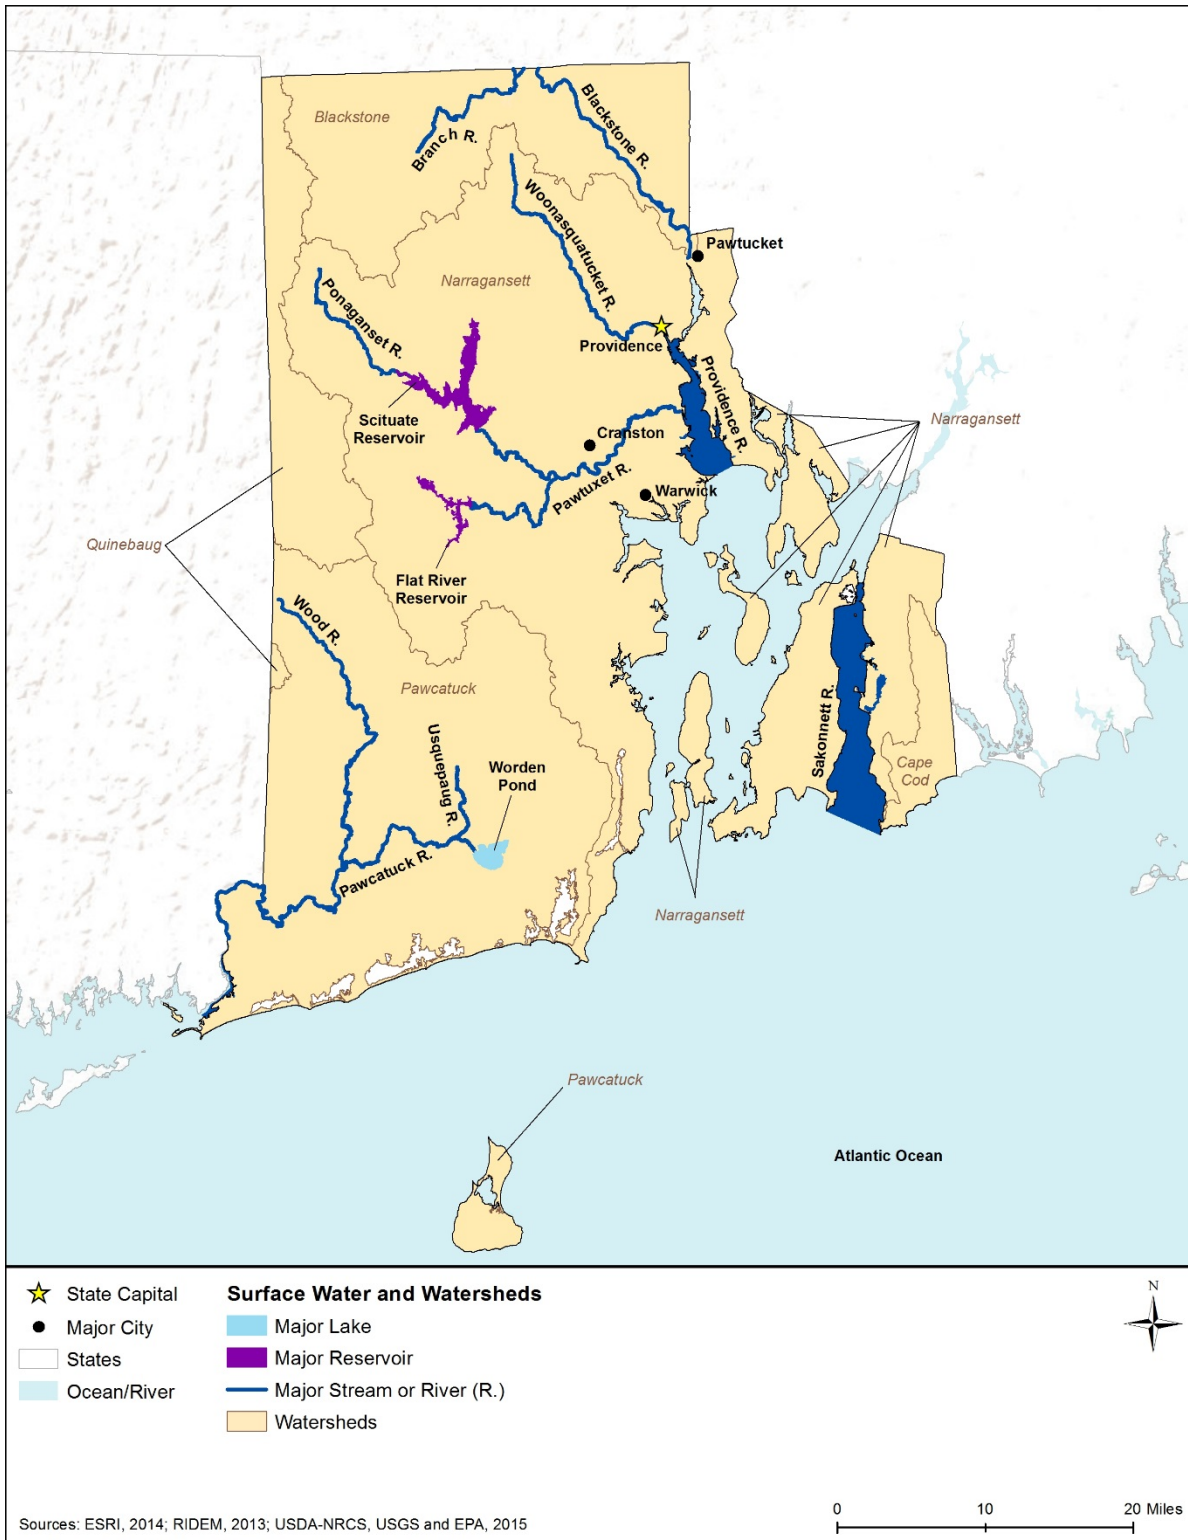 Blackstone
Branch R.
Blackstone R.
Woonasquatucket R.
Pawtucket
Narragansett
Ponaganset R.
Providence
Providence R.
Scituate
Reservoir
Cranston
Narragansett
Pawtuxet R.
Warwick
Quinebaug
Flat River
Reservoir
Wood R.
Pawcatuck
Usquepaug R.
Worden
Pond
Sakonnett R.
Cape
Cod
Pawcatuck R.
Narragansett
Pawcatuck
Atlantic Ocean
State Capital
Major City
States
Ocean/River
Surface Water and Watersheds
Major Lake
Major Reservoir
Major Stream or River (R.)
Watersheds
N
Sources: ESRI, 2014; RIDEM, 2013; USDA-NRCS, USGS and EPA, 2015
0 10 20 Miles